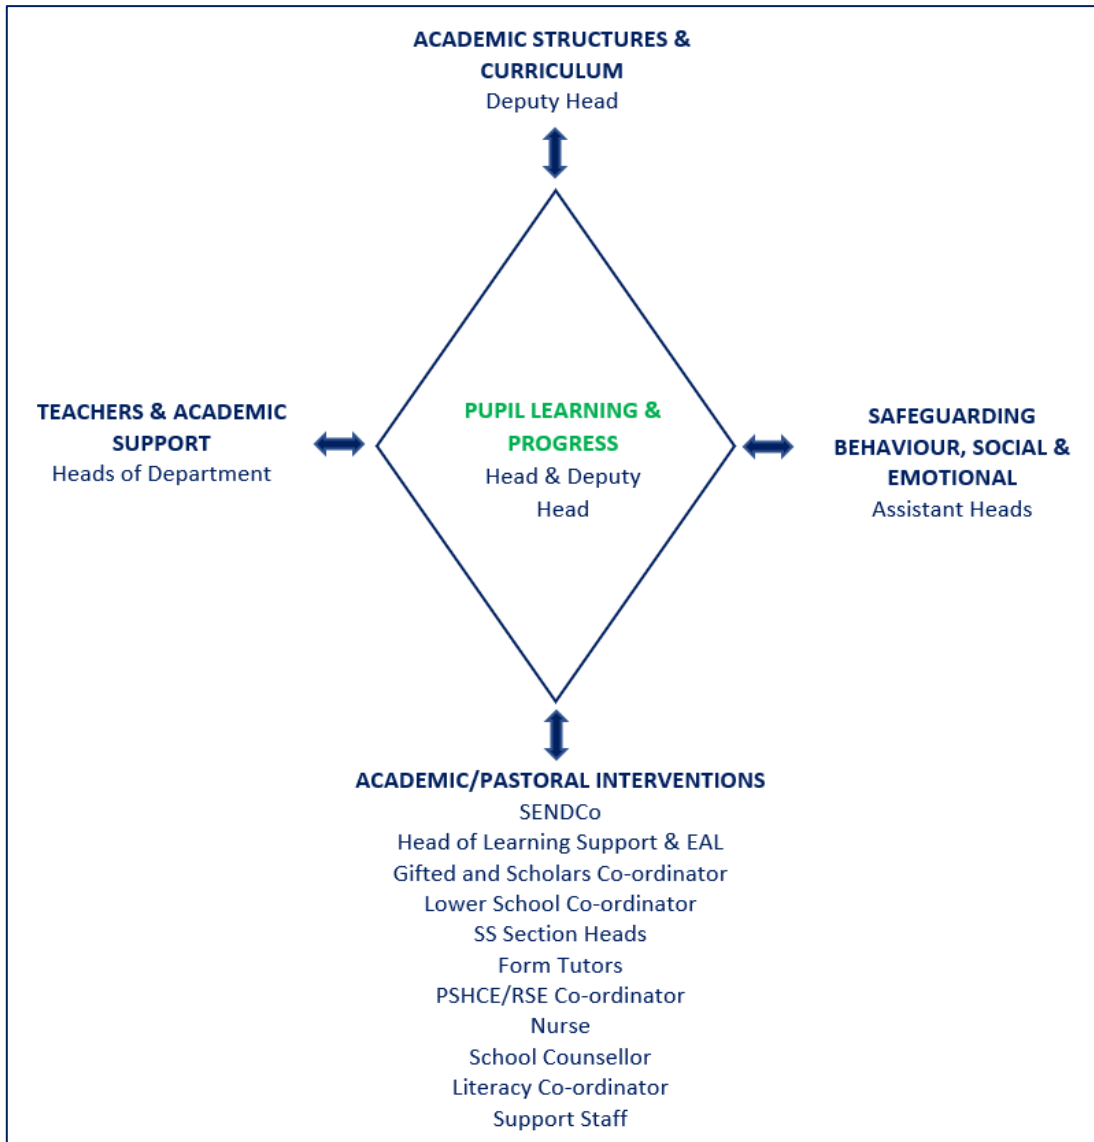 ACADEMIC STRUCTURES &
CURRICULUM
Deputy Head
TEACHERS & ACADEMIC
SUPPORT
Heads of Department
PUPIL LEARNING &
PROGRESS
Head & Deputy
Head
SAFEGUARDING
BEHAVIOUR, SOCIAL &
EMOTIONAL
Assistant Heads
ACADEMIC/PASTORAL INTERVENTIONS
SENDCo
Head of Learning Support & EAL
Gifted and Scholars Co-ordinator
Lower School Co-ordinator
SS Section Heads
Form Tutors
PSHCE/RSE Co-ordinator
Nurse
School Counsellor
Literacy Co-ordinator
Support Staff